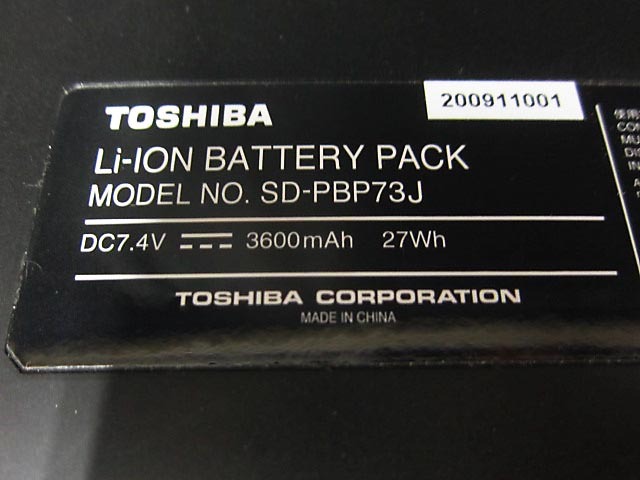 TOSHIBA
200911001
Li-ION BATTERY PACK
MODEL NO. SD-PBP73J
DC7.4V 3600mAh 27Wh
TOSHIBA CORPORATION
MADE IN CHINA